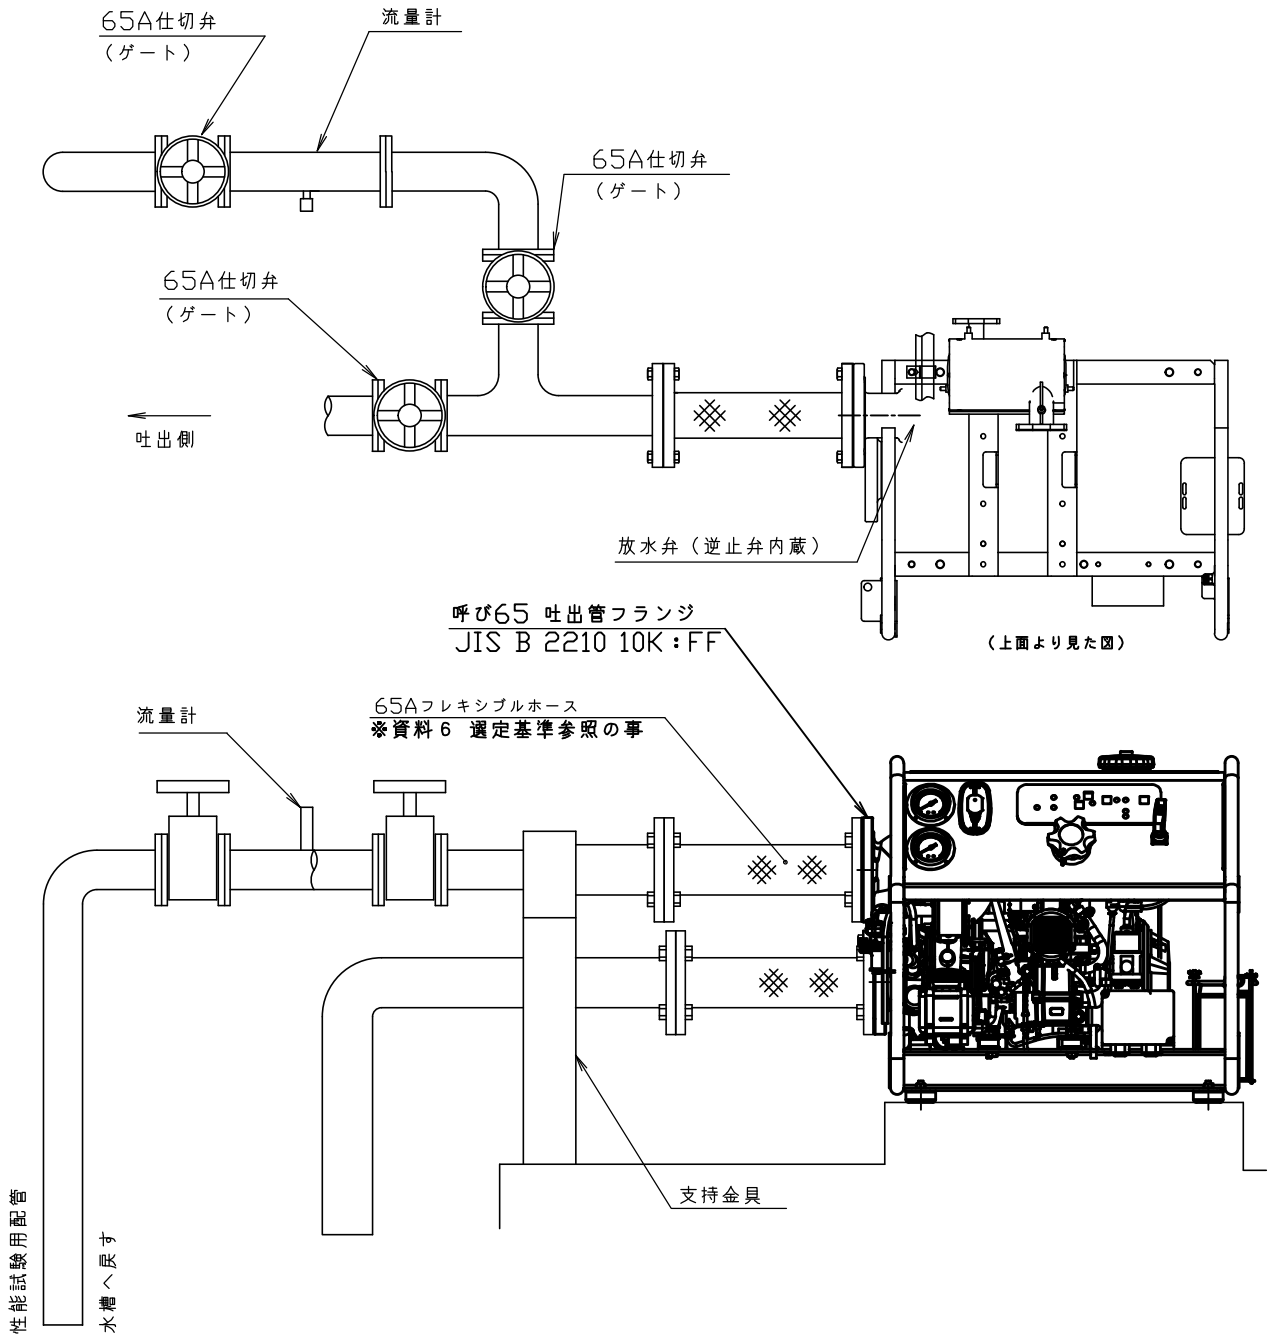 65A仕切弁
（ゲート）
流量計
65A仕切弁
（ゲート）
65A仕切弁
（ゲート）
吐出側
放水弁（逆止弁内蔵）
（上面より見た図）
呼び65 吐出管フランジ
JIS B 2210 10K：FF
65Aフレキシブルホース
※資料６ 選定基準参照の事
流量計
支持金具
性能試験用配管
水槽へ戻す